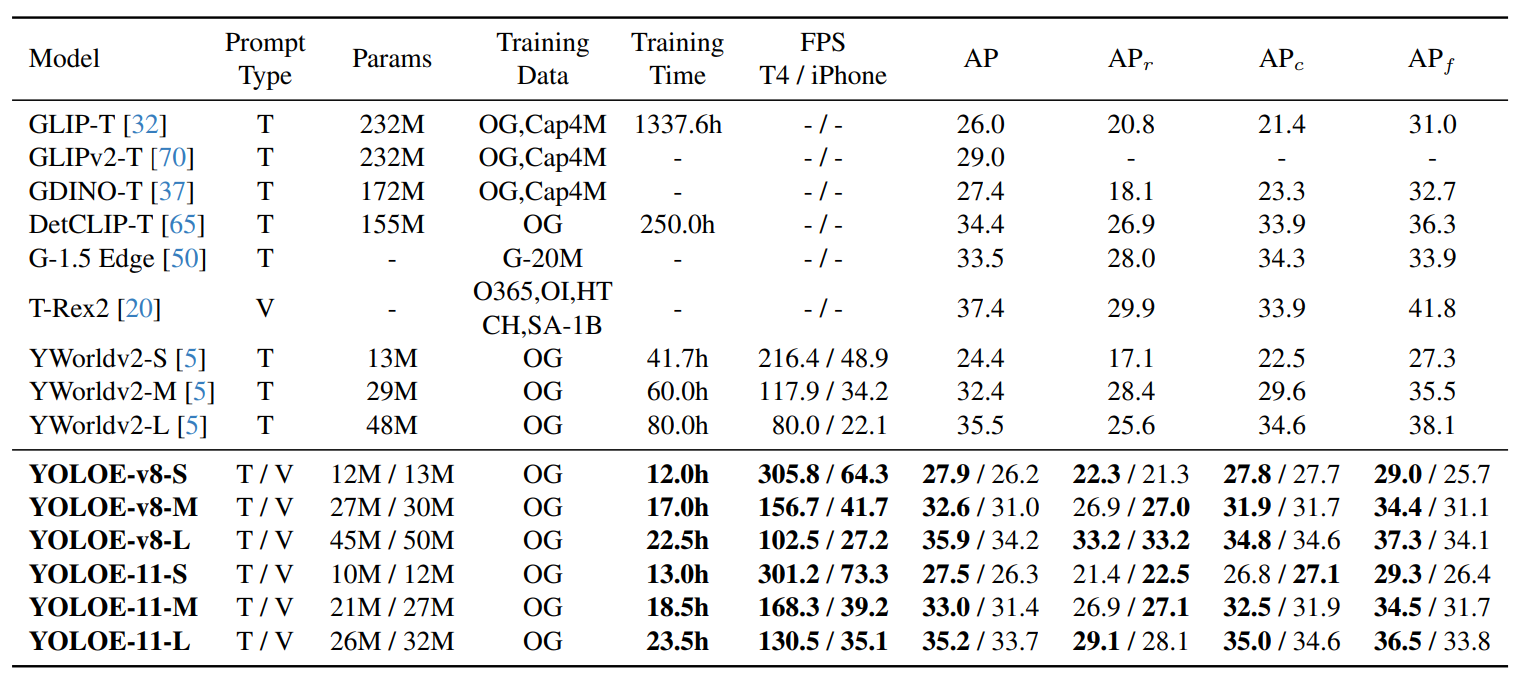 Model Prompt Type Params Training Data Training Time FPS T4 / iPhone AP APr APc APf
GLIP-T [32] T 232M OG,Cap4M 1337.6h - / - 26.0 20.8 21.4 31.0
GLIPv2-T [70] T 232M OG,Cap4M - - / - 29.0 - - -
GDINO-T [37] T 172M OG,Cap4M - - / - 27.4 18.1 23.3 32.7
DetCLIP-T [65] T 155M OG 250.0h - / - 34.4 26.9 33.9 36.3
G-1.5 Edge [50] T - G-20M - - / - 33.5 28.0 34.3 33.9
T-Rex2 [20] V - O365,OI,HT CH,SA-1B - - / - 37.4 29.9 33.9 41.8
YWorldv2-S [5] T 13M OG 41.7h 216.4 / 48.9 24.4 17.1 22.5 27.3
YWorldv2-M [5] T 29M OG 60.0h 117.9 / 34.2 32.4 28.4 29.6 35.5
YWorldv2-L [5] T 48M OG 80.0h 80.0 / 22.1 35.5 25.6 34.6 38.1
YOLOE-v8-S T / V 12M / 13M OG 12.0h 305.8 / 64.3 27.9 / 26.2 22.3 / 21.3 27.8 / 27.7 29.0 / 25.7
YOLOE-v8-M T / V 27M / 30M OG 17.0h 156.7 / 41.7 32.6 / 31.0 26.9 / 27.0 31.9 / 31.7 34.4 / 31.1
YOLOE-v8-L T / V 45M / 50M OG 22.5h 102.5 / 27.2 35.9 / 34.2 33.2 / 33.2 34.8 / 34.6 37.3 / 34.1
YOLOE-11-S T / V 10M / 12M OG 13.0h 301.2 / 73.3 27.5 / 26.3 21.4 / 22.5 26.8 / 27.1 29.3 / 26.4
YOLOE-11-M T / V 21M / 27M OG 18.5h 168.3 / 39.2 33.0 / 31.4 26.9 / 27.1 32.5 / 31.9 34.5 / 31.7
YOLOE-11-L T / V 26M / 32M OG 23.5h 130.5 / 35.1 35.2 / 33.7 29.1 / 28.1 35.0 / 34.6 36.5 / 33.8